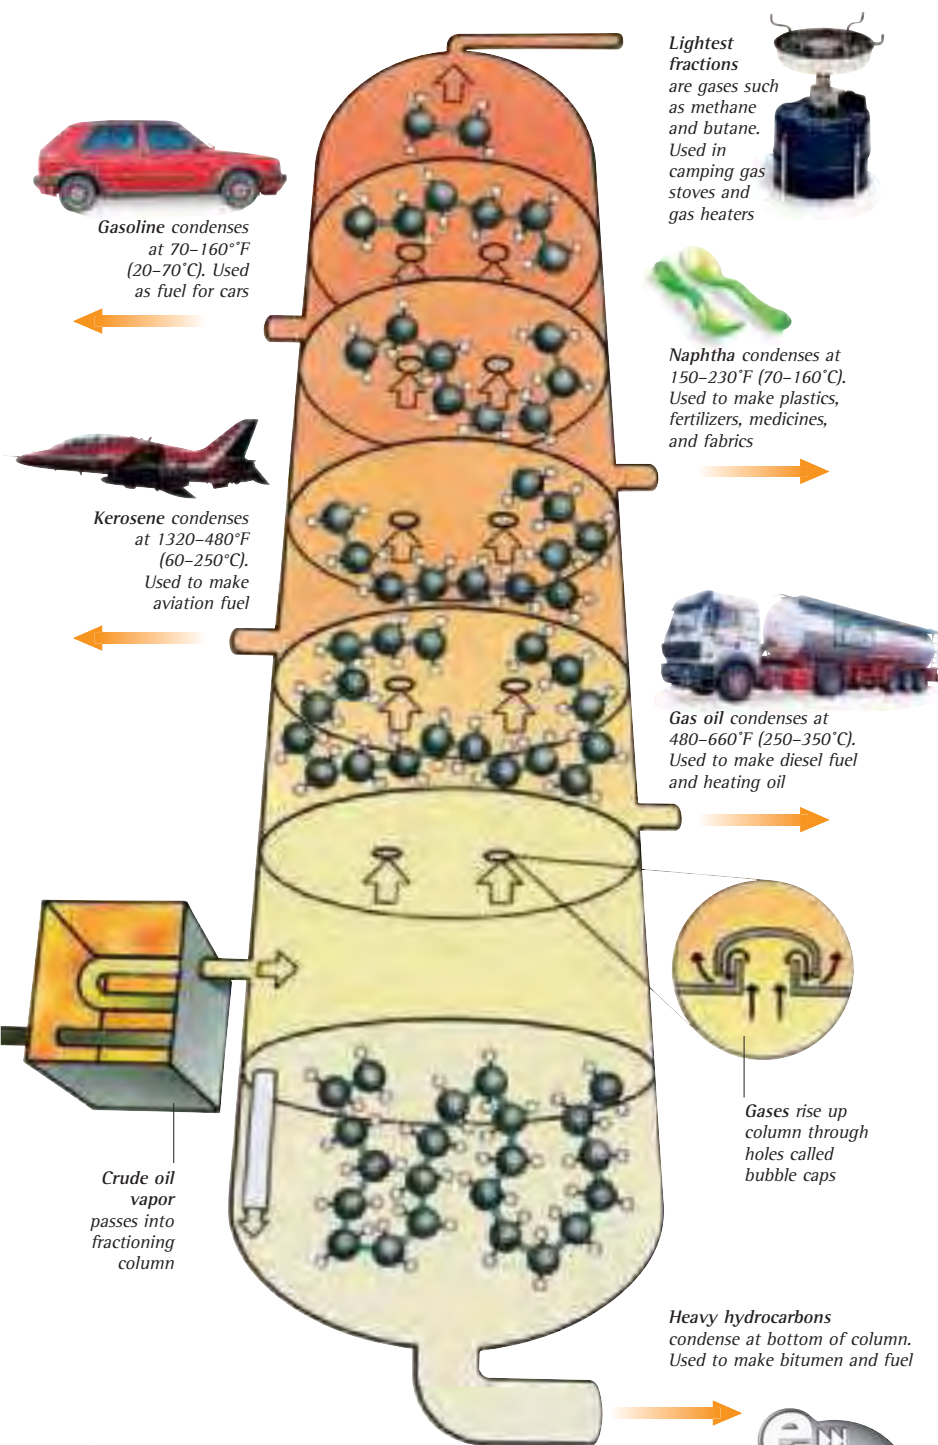 Lightest
fractions
are gases such
as methane
and butane.
Used in
camping gas
stoves and
gas heaters
Gasoline condenses
at 70–160°˚F
(20–70˚C). Used
as fuel for cars
Naphtha condenses at
150–230˚F (70–160˚C).
Used to make plastics,
fertilizers, medicines,
and fabrics
Kerosene condenses
at 1320–480°F
(60–250°C).
Used to make
aviation fuel
Gas oil condenses at
480–660˚F (250–350˚C).
Used to make diesel fuel
and heating oil
Gases rise up
column through
holes called
bubble caps
Crude oil
vapor
passes into
fractioning
column
Heavy hydrocarbons
condense at bottom of column.
Used to make bitumen and fuel
e